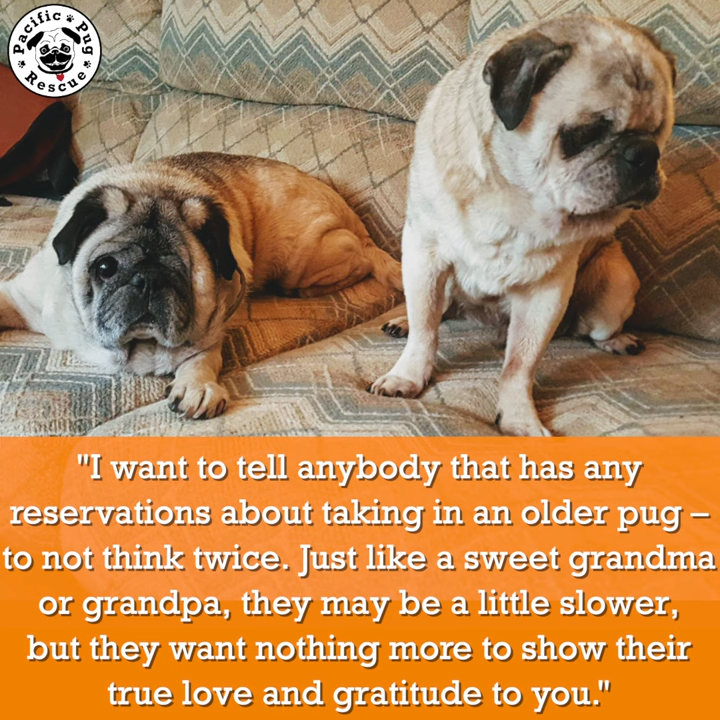 Pacific Pug
Rescue
"I want to tell anybody that has any
reservations about taking in an older pug –
to not think twice. Just like a sweet grandma
or grandpa, they may be a little slower,
but they want nothing more to show their
true love and gratitude to you."